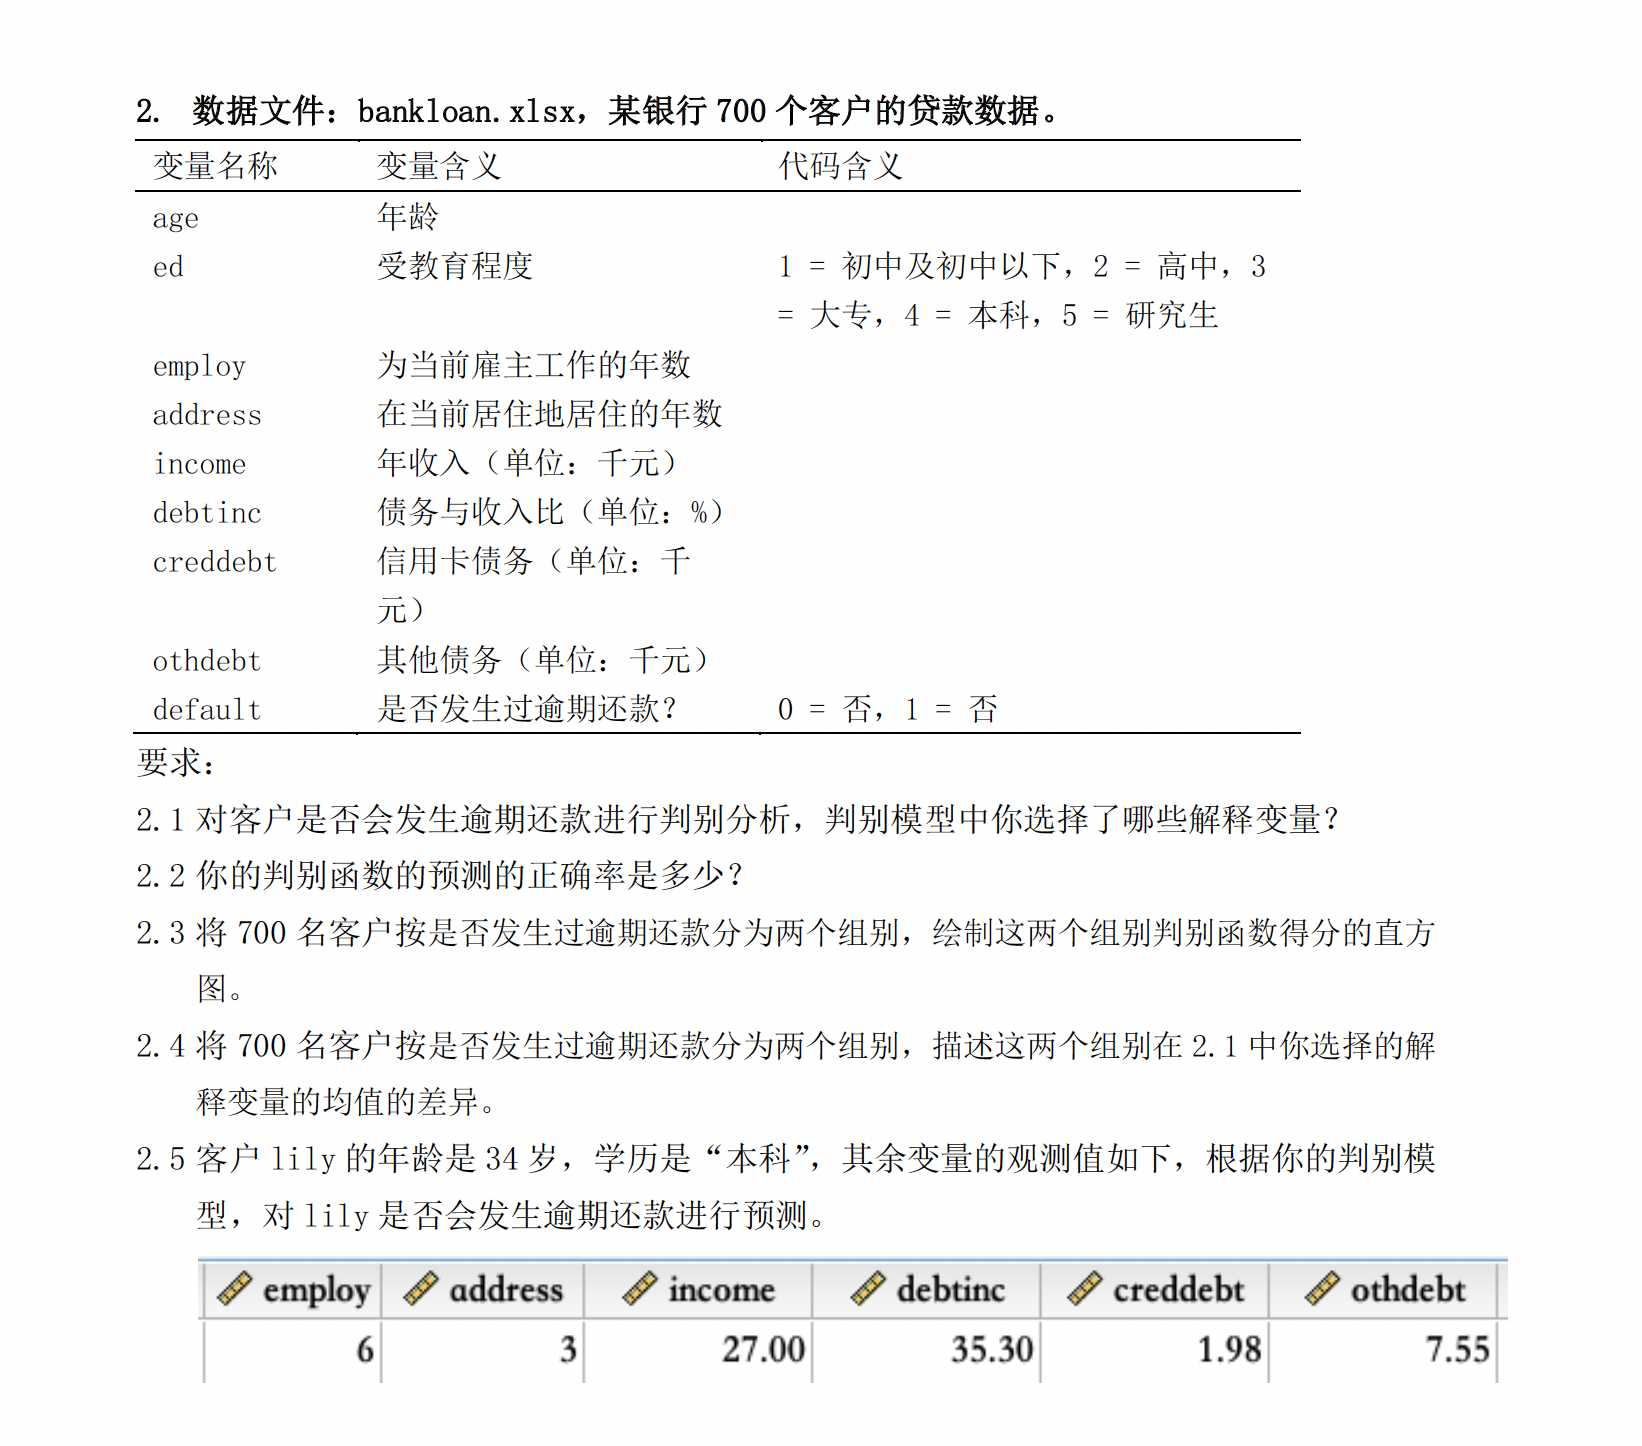 2. 数据文件：bankloan.xlsx，某银行 700 个客户的贷款数据。
变量名称 变量含义 代码含义
age 年龄
ed 受教育程度 1 = 初中及初中以下，2 = 高中，3
= 大专，4 = 本科，5 = 研究生
employ 为当前雇主工作的年数
address 在当前居住地居住的年数
income 年收入（单位：千元）
debtinc 债务与收入比（单位：%）
creddebt 信用卡债务（单位：千
元）
othdebt 其他债务（单位：千元）
default 是否发生过逾期还款？ 0 = 否，1 = 否
要求：
2.1 对客户是否会发生逾期还款进行判别分析，判别模型中你选择了哪些解释变量？
2.2 你的判别函数的预测的正确率是多少？
2.3 将 700 名客户按是否发生过逾期还款分为两个组别，绘制这两个组别判别函数得分的直方
图。
2.4 将 700 名客户按是否发生过逾期还款分为两个组别，描述这两个组别在 2.1 中你选择的解
释变量的均值的差异。
2.5 客户 lily 的年龄是 34 岁，学历是“本科”，其余变量的观测值如下，根据你的判别模
型，对 lily 是否会发生逾期还款进行预测。
employ address income debtinc creddebt othdebt
6 3 27.00 35.30 1.98 7.55